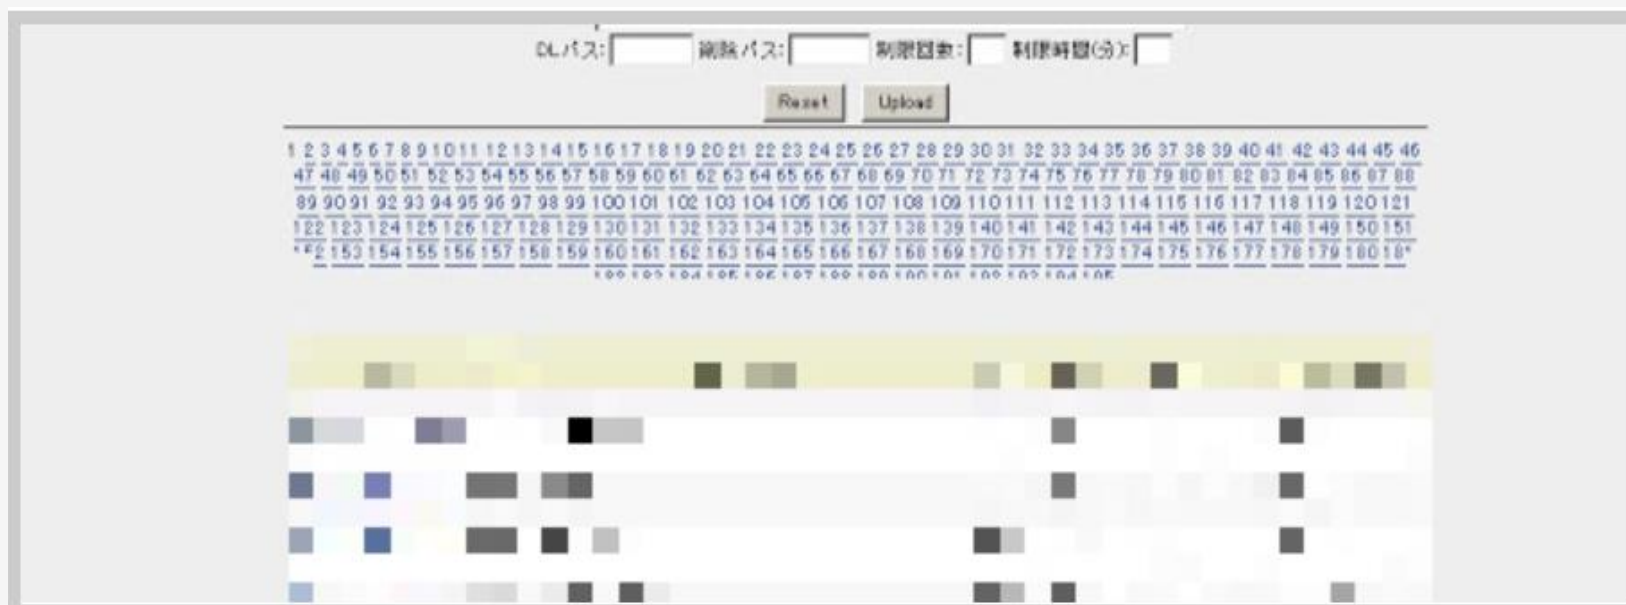 DLパス: 削除パス: 制限回数: 制限時間(分):
Reset Upload
1 2 3 4 5 6 7 8 9 10 11 12 13 14 15 16 17 18 19 20 21 22 23 24 25 26 27 28 29 30 31 32 33 34 35 36 37 38 39 40 41 42 43 44 45 46
47 48 49 50 51 52 53 54 55 56 57 58 59 60 61 62 63 64 65 66 67 68 69 70 71 72 73 74 75 76 77 78 79 80 81 82 83 84 85 86 87 88
89 90 91 92 93 94 95 96 97 98 99 100 101 102 103 104 105 106 107 108 109 110 111 112 113 114 115 116 117 118 119 120 121
122 123 124 125 126 127 128 129 130 131 132 133 134 135 136 137 138 139 140 141 142 143 144 145 146 147 148 149 150 151
153 154 155 156 157 158 159 160 161 162 163 164 165 166 167 168 169 170 171 172 173 174 175 176 177 178 179 180